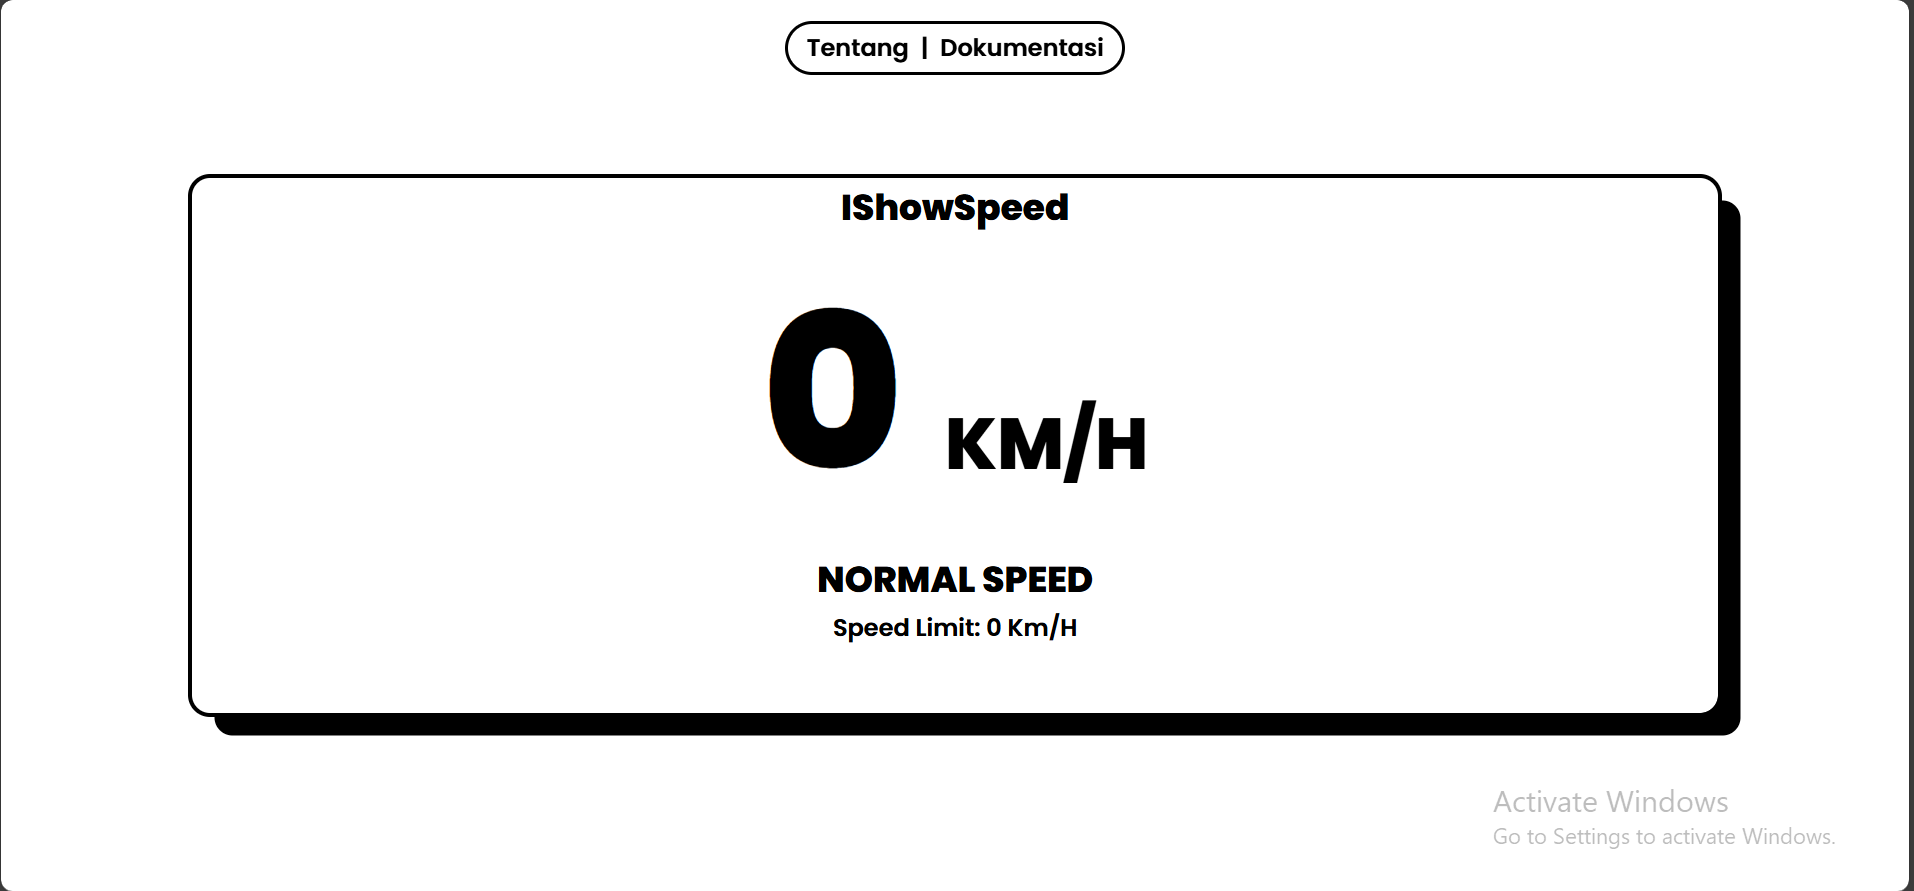 Tentang | Dokumentasi
IShowSpeed
0 KM/H
NORMAL SPEED
Speed Limit: 0 Km/H
Activate Windows
Go to Settings to activate Windows.